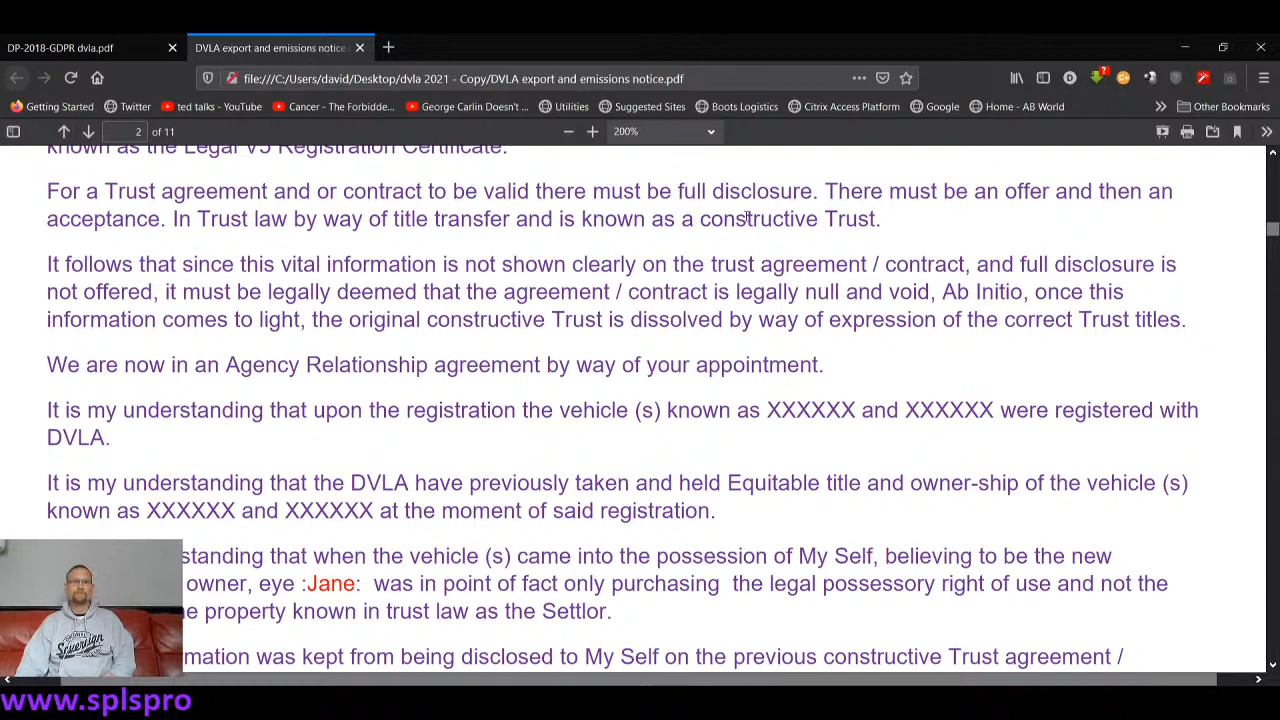 DP-2018-GDPR dvla.pdf
DVLA export and emissions notice
file:///C:/Users/david/Desktop/dvla 2021 - Copy/DVLA export and emissions notice.pdf
Getting Started Twitter ted talks - YouTube Cancer - The Forbidde... George Carlin Doesn't ... Utilities Suggested Sites Boots Logistics Citrix Access Platform Google Home - AB World Other Bookmarks
2 of 11 200%
known as the Legal V5 Registration Certificate.
For a Trust agreement and or contract to be valid there must be full disclosure. There must be an offer and then an
acceptance. In Trust law by way of title transfer and is known as a constructive Trust.
It follows that since this vital information is not shown clearly on the trust agreement / contract, and full disclosure is
not offered, it must be legally deemed that the agreement / contract is legally null and void, Ab Initio, once this
information comes to light, the original constructive Trust is dissolved by way of expression of the correct Trust titles.
We are now in an Agency Relationship agreement by way of your appointment.
It is my understanding that upon the registration the vehicle (s) known as XXXXXX and XXXXXX were registered with
DVLA.
It is my understanding that the DVLA have previously taken and held Equitable title and owner-ship of the vehicle (s)
known as XXXXXX and XXXXXX at the moment of said registration.
standing that when the vehicle (s) came into the possession of My Self, believing to be the new
owner, eye :Jane: was in point of fact only purchasing the legal possessory right of use and not the
e property known in trust law as the Settlor.
mation was kept from being disclosed to My Self on the previous constructive Trust agreement /
Sovereign
www.splspro